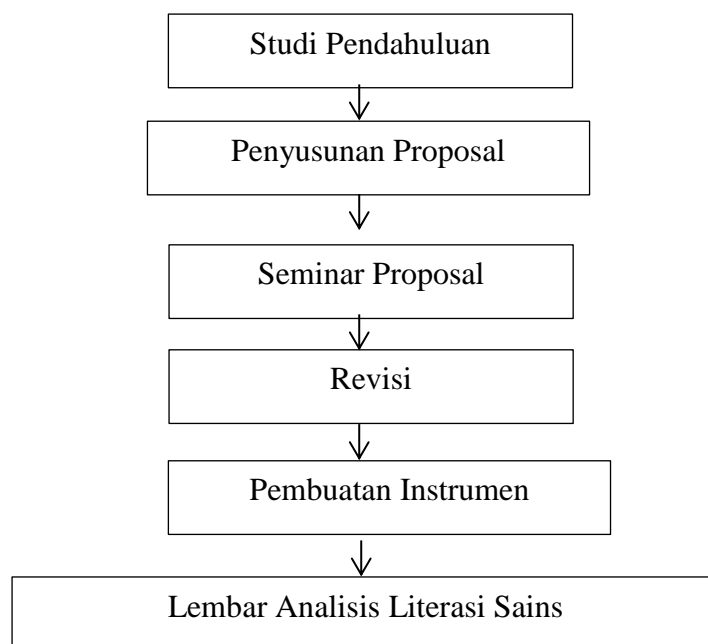 Studi Pendahuluan
Penyusunan Proposal
Seminar Proposal
Revisi
Pembuatan Instrumen
Lembar Analisis Literasi Sains